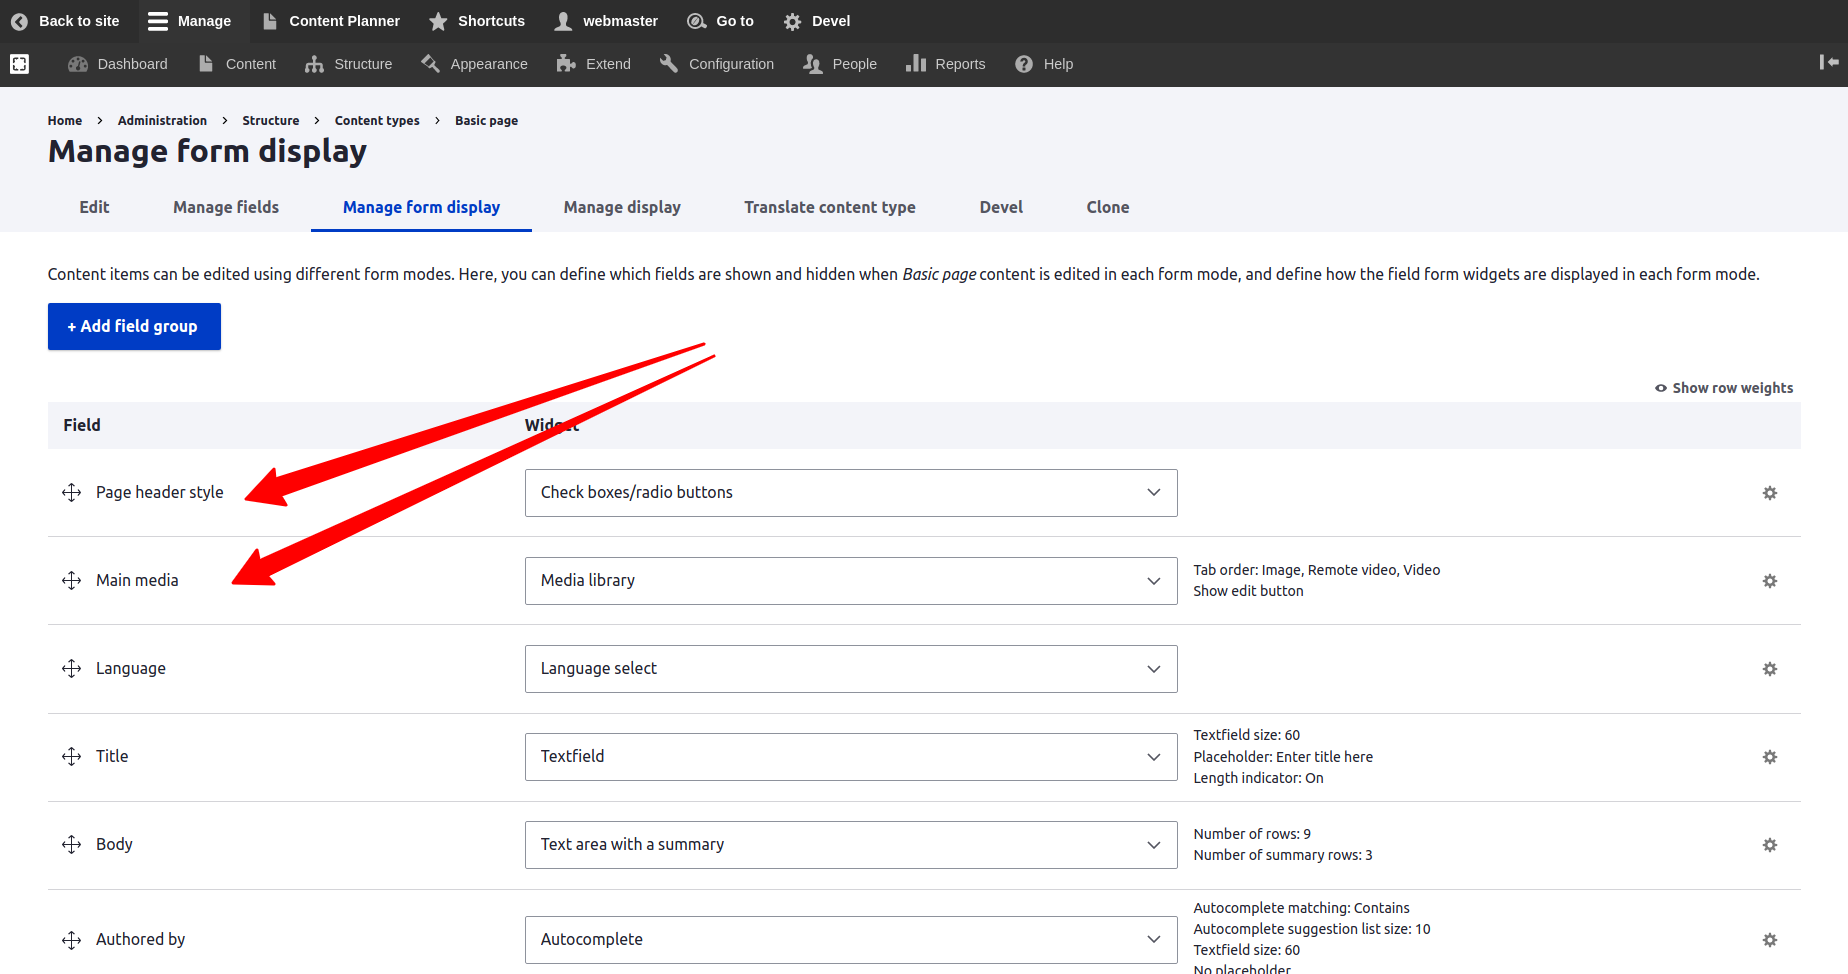 Back to site Manage Content Planner Shortcuts webmaster Go to Devel
Dashboard Content Structure Appearance Extend Configuration People Reports Help
Home > Administration > Structure > Content types > Basic page
Manage form display
Edit Manage fields Manage form display Manage display Translate content type Devel Clone
Content items can be edited using different form modes. Here, you can define which fields are shown and hidden when Basic page content is edited in each form mode, and define how the field form widgets are displayed in each form mode.
+ Add field group
Show row weights
Field Widget
Page header style Check boxes/radio buttons
Main media Media library
Tab order: Image, Remote video, Video
Show edit button
Language Language select
Title Textfield
Textfield size: 60
Placeholder: Enter title here
Length indicator: On
Body Text area with a summary
Number of rows: 9
Number of summary rows: 3
Authored by Autocomplete
Autocomplete matching: Contains
Autocomplete suggestion list size: 10
Textfield size: 60
No placeholder